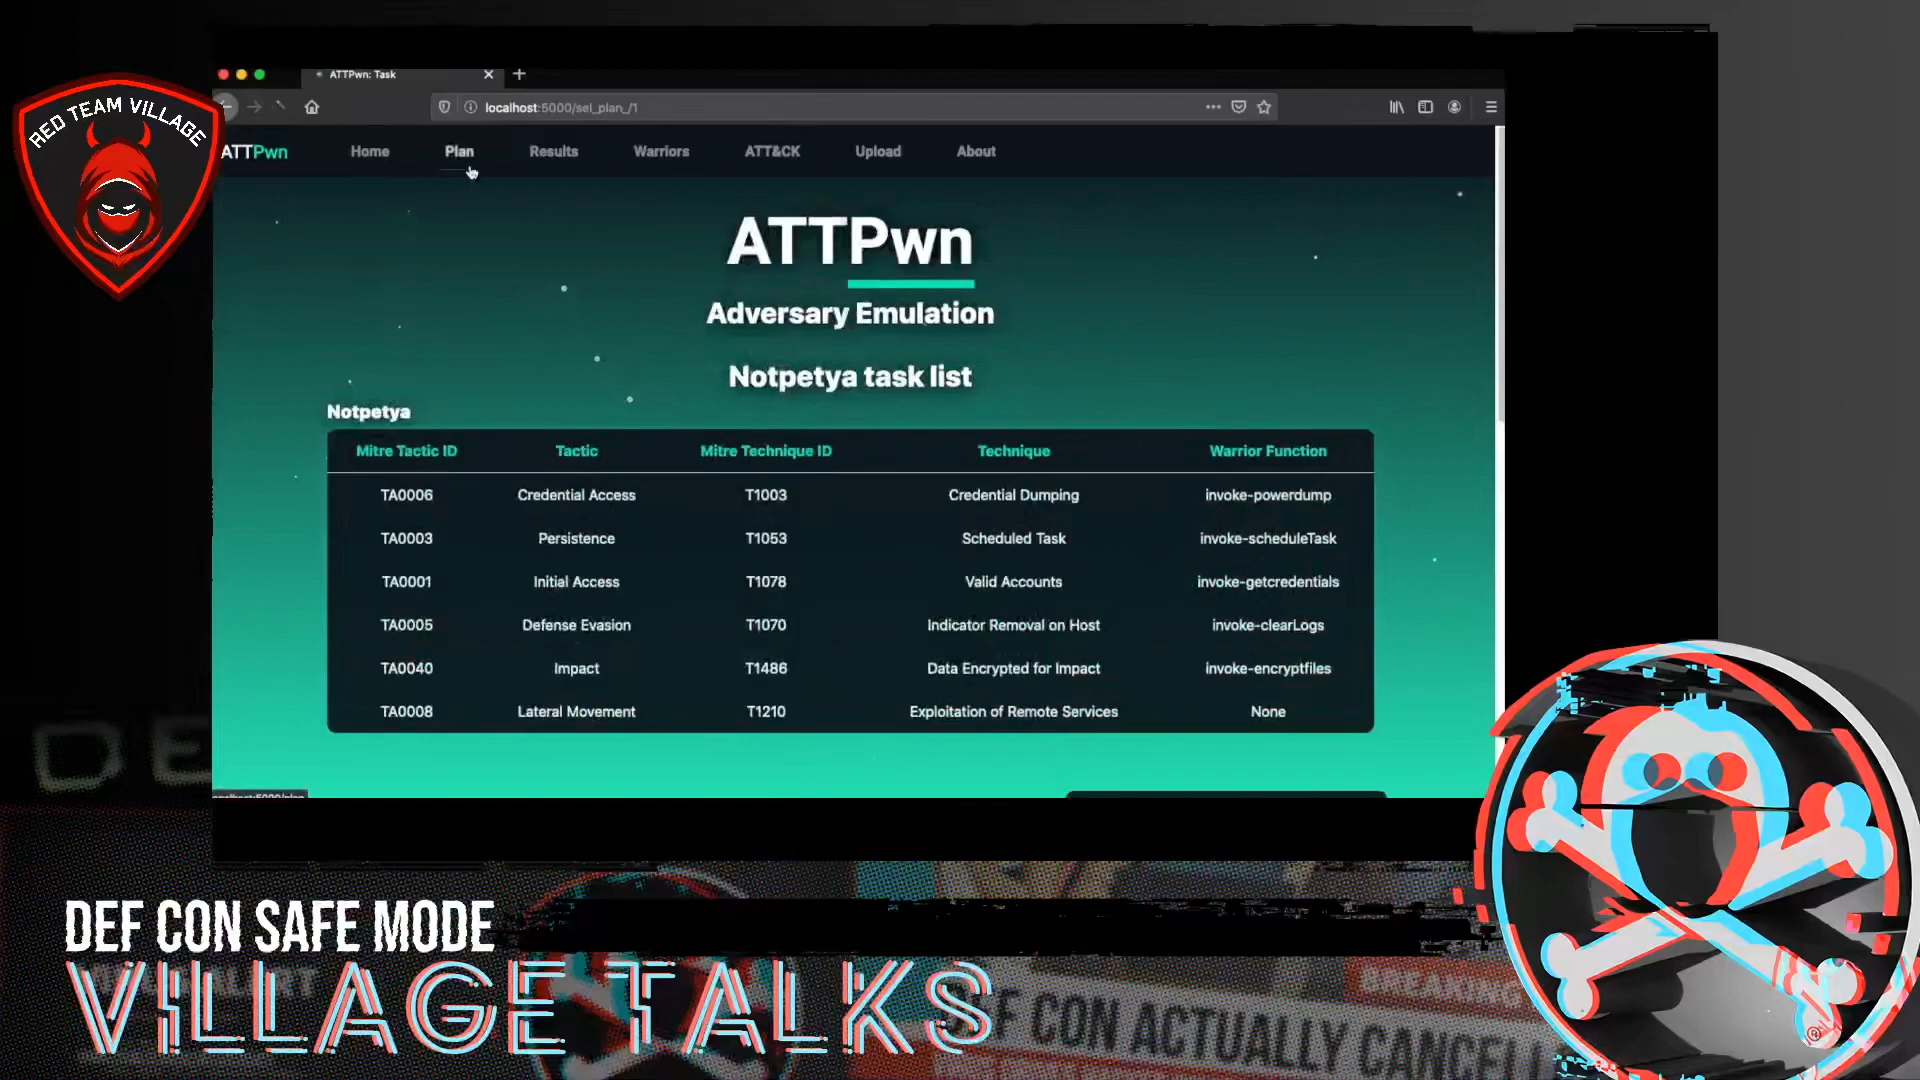 RED TEAM VILLAGE
ATTPwn: Task
localhost:5000/sel_plan_/1
ATTPwn
Home
Plan
Results
Warriors
ATT&CK
Upload
About
ATTPwn
Adversary Emulation
Notpetya task list
Notpetya
Mitre Tactic ID Tactic Mitre Technique ID Technique Warrior Function
TA0006 Credential Access T1003 Credential Dumping invoke-powerdump
TA0003 Persistence T1053 Scheduled Task invoke-scheduleTask
TA0001 Initial Access T1078 Valid Accounts invoke-getcredentials
TA0005 Defense Evasion T1070 Indicator Removal on Host invoke-clearLogs
TA0040 Impact T1486 Data Encrypted for Impact invoke-encryptfiles
TA0008 Lateral Movement T1210 Exploitation of Remote Services None
DE
DEF CON SAFE MODE
VILLAGE TALKS
BREAKING
DEF CON ACTUALLY CANCEL